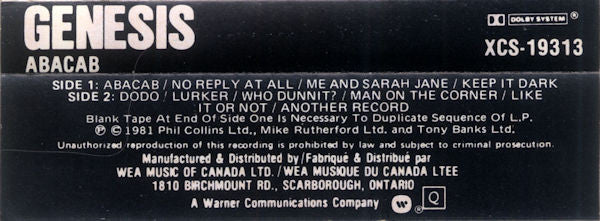 GENESIS
ABACAB
DOLBY SYSTEM ®
XCS-19313
SIDE 1: ABACAB / NO REPLY AT ALL / ME AND SARAH JANE / KEEP IT DARK
SIDE 2: DODO / LURKER / WHO DUNNIT? / MAN ON THE CORNER / LIKE
IT OR NOT / ANOTHER RECORD
Blank Tape At End Of Side One Is Necessary To Duplicate Sequence Of L.P.
Ⓟ © 1981 Phil Collins Ltd., Mike Rutherford Ltd. and Tony Banks Ltd.
Unauthorized reproduction of this recording is prohibited by law and subject to criminal prosecution.
Manufactured & Distributed by / Fabriqué & Distribué par
WEA MUSIC OF CANADA LTD. / WEA MUSIQUE DU CANADA LTEE
1810 BIRCHMOUNT RD., SCARBOROUGH, ONTARIO
A Warner Communications Company
W ® Q